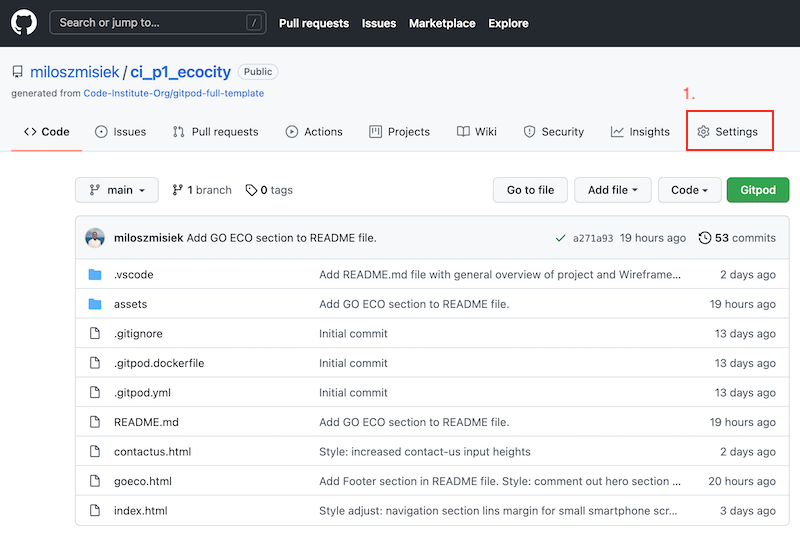 Search or jump to... / Pull requests Issues Marketplace Explore
miloszmisiek / ci_p1_ecocity Public
generated from Code-Institute-Org/gitpod-full-template
1.
<> Code Issues Pull requests Actions Projects Wiki Security Insights Settings
main 1 branch 0 tags Go to file Add file Code Gitpod
miloszmisiek Add GO ECO section to README file. a271a93 19 hours ago 53 commits
.vscode Add README.md file with general overview of project and Wireframe... 2 days ago
assets Add GO ECO section to README file. 19 hours ago
.gitignore Initial commit 13 days ago
.gitpod.dockerfile Initial commit 13 days ago
.gitpod.yml Initial commit 13 days ago
README.md Add GO ECO section to README file. 19 hours ago
contactus.html Style: increased contact-us input heights 2 days ago
goeco.html Add Footer section in README file. Style: comment out hero section ... 20 hours ago
index.html Style adjust: navigation section lins margin for small smartphone scr... 3 days ago